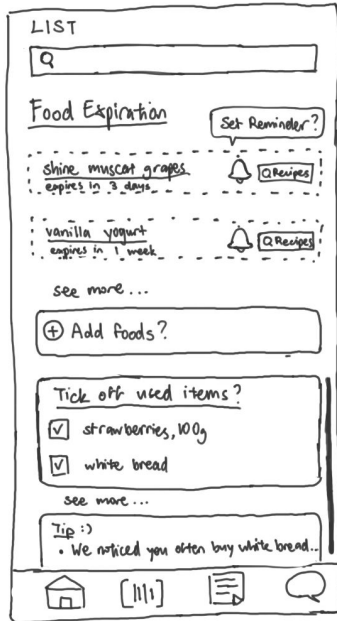 LIST
Food Expiration
Set Reminder?
shine muscat grapes
expires in 3 days
Recipes
vanilla yogurt
expires in 1 week
Recipes
see more...
Add foods?
Tick off used items?
strawberries, 100g
white bread
see more...
Tip :)
• We noticed you often buy white bread...